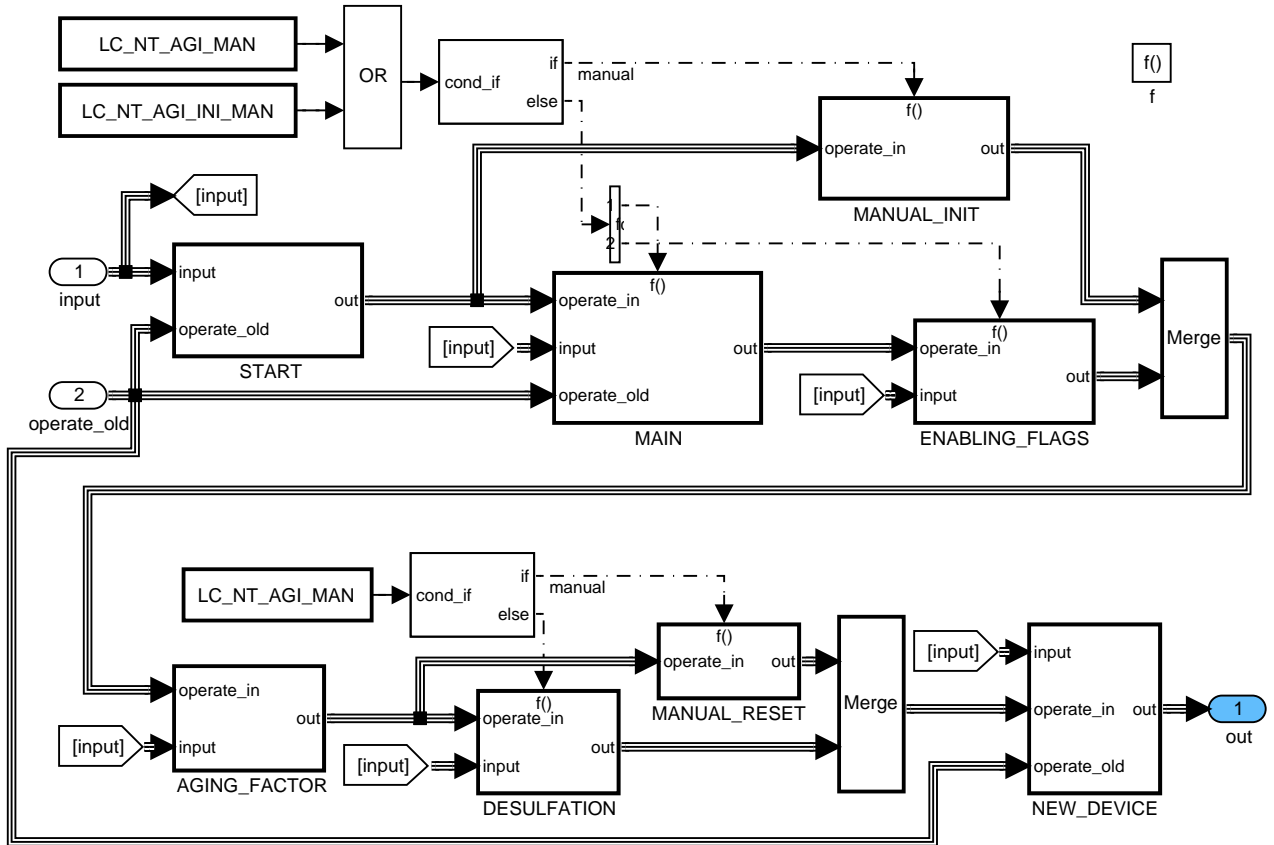 LC_NT_AGI_MAN
LC_NT_AGI_INI_MAN
OR
cond_if
if
else
manual
f()
operate_in
out
MANUAL_INIT
f()
f
[input]
1
input
input
operate_old
out
START
2
operate_old
1
2
f()
operate_in
input
operate_old
out
MAIN
[input]
f()
operate_in
input
out
ENABLING_FLAGS
[input]
Merge
LC_NT_AGI_MAN
cond_if
if
else
manual
f()
operate_in
out
MANUAL_RESET
operate_in
input
out
AGING_FACTOR
[input]
f()
operate_in
input
out
DESULFATION
[input]
Merge
[input]
input
operate_in
operate_old
out
NEW_DEVICE
1
out